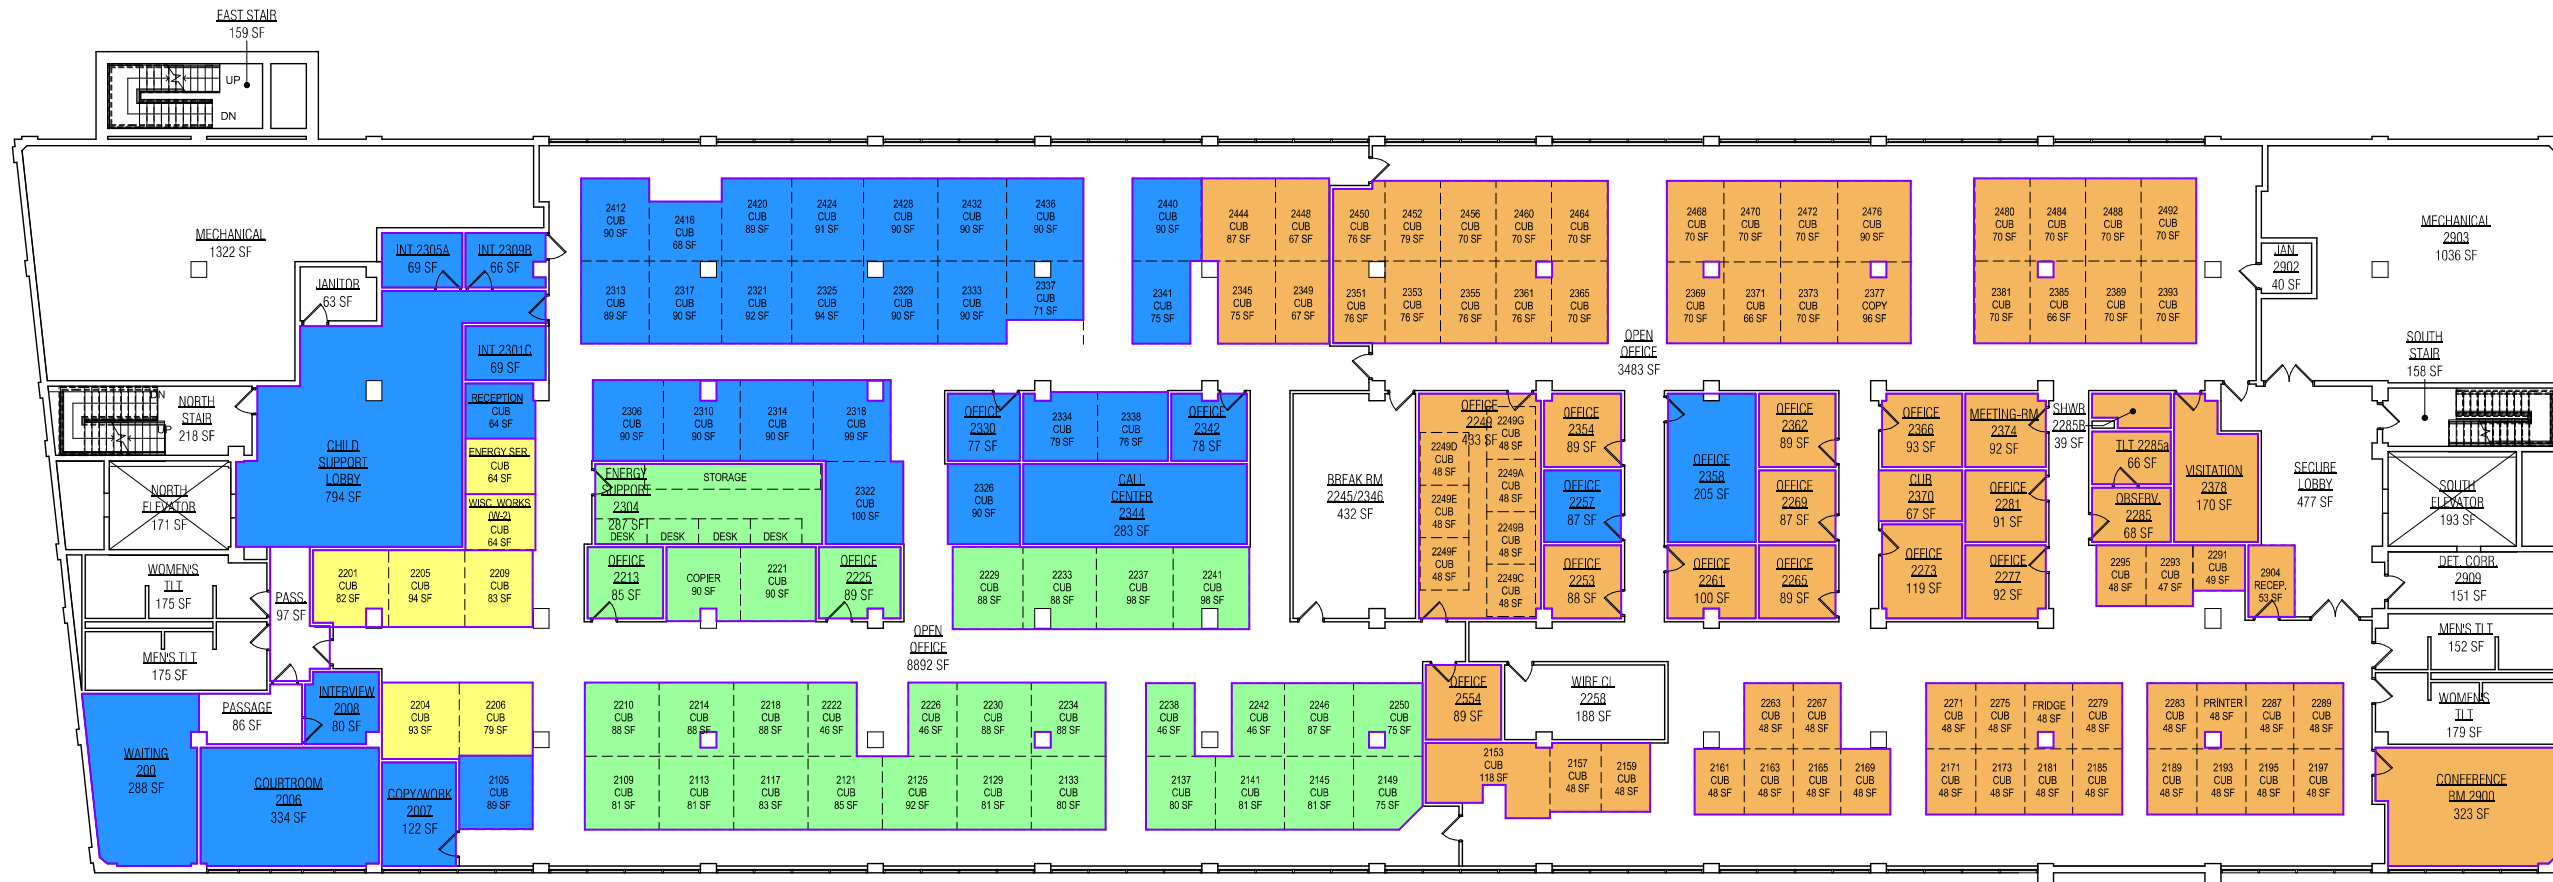 EAST STAIR
159 SF
UP
DN
MECHANICAL
1322 SF
JANITOR
63 SF
INT 2305A
69 SF
INT 2309B
66 SF
INT 2301C
69 SF
RECEPTION
CUB
64 SF
ENERGY SER.
CUB
64 SF
WISC. WORKS
(W-2)
CUB
64 SF
CHILD
SUPPORT
LOBBY
794 SF
DN
UP
NORTH
STAIR
218 SF
NORTH
ELEVATOR
171 SF
WOMEN'S
TLT
175 SF
MEN'S TLT
175 SF
PASS.
97 SF
2201
CUB
82 SF
2205
CUB
94 SF
2209
CUB
83 SF
PASSAGE
86 SF
INTERVIEW
2008
80 SF
2204
CUB
93 SF
2206
CUB
79 SF
WAITING
200
288 SF
COURTROOM
2006
334 SF
COPY/WORK
2007
122 SF
2105
CUB
89 SF
2412
CUB
90 SF
2416
CUB
68 SF
2420
CUB
89 SF
2424
CUB
91 SF
2428
CUB
90 SF
2432
CUB
90 SF
2436
CUB
90 SF
2313
CUB
89 SF
2317
CUB
90 SF
2321
CUB
92 SF
2325
CUB
94 SF
2329
CUB
90 SF
2333
CUB
90 SF
2337
CUB
71 SF
2440
CUB
90 SF
2444
CUB
87 SF
2448
CUB
67 SF
2341
CUB
75 SF
2345
CUB
75 SF
2349
CUB
67 SF
2450
CUB
76 SF
2452
CUB
79 SF
2456
CUB
70 SF
2460
CUB
70 SF
2464
CUB
70 SF
2351
CUB
76 SF
2353
CUB
76 SF
2355
CUB
76 SF
2361
CUB
76 SF
2365
CUB
70 SF
2468
CUB
70 SF
2470
CUB
70 SF
2472
CUB
70 SF
2476
CUB
90 SF
2369
CUB
70 SF
2371
CUB
66 SF
2373
CUB
70 SF
2377
COPY
96 SF
2480
CUB
70 SF
2484
CUB
70 SF
2488
CUB
70 SF
2492
CUB
70 SF
2381
CUB
70 SF
2385
CUB
66 SF
2389
CUB
70 SF
2393
CUB
70 SF
JAN.
2902
40 SF
MECHANICAL
2903
1036 SF
OPEN
OFFICE
3483 SF
SOUTH
STAIR
158 SF
2306
CUB
90 SF
2310
CUB
90 SF
2314
CUB
90 SF
2318
CUB
99 SF
2322
CUB
100 SF
ENERGY
SUPPORT
2304
287 SF
STORAGE
DESK
DESK
DESK
DESK
OFFICE
2213
85 SF
COPIER
90 SF
2221
CUB
90 SF
OFFICE
2225
89 SF
OFFICE
2330
77 SF
2334
CUB
79 SF
2338
CUB
76 SF
OFFICE
2342
78 SF
2326
CUB
90 SF
CALL
CENTER
2344
283 SF
2229
CUB
88 SF
2233
CUB
88 SF
2237
CUB
98 SF
2241
CUB
98 SF
BREAK RM
2245/2346
432 SF
OFFICE
2249
433 SF
2249G
CUB
48 SF
2249D
CUB
48 SF
2249A
CUB
48 SF
2249E
CUB
48 SF
2249B
CUB
48 SF
2249F
CUB
48 SF
2249C
CUB
48 SF
OFFICE
2354
89 SF
OFFICE
2257
87 SF
OFFICE
2253
88 SF
OFFICE
2358
205 SF
OFFICE
2362
89 SF
OFFICE
2269
87 SF
OFFICE
2261
100 SF
OFFICE
2265
89 SF
OFFICE
2366
93 SF
MEETING-RM
2374
92 SF
CUB
2370
67 SF
OFFICE
2281
91 SF
OFFICE
2273
119 SF
OFFICE
2277
92 SF
SHWR
2285B
39 SF
TLT 2285a
66 SF
OBSERV.
2285
68 SF
VISITATION
2378
170 SF
2295
CUB
48 SF
2293
CUB
47 SF
2291
CUB
49 SF
2904
RECEP.
53 SF
SECURE
LOBBY
477 SF
SOUTH
ELEVATOR
193 SF
DET. CORR.
2909
151 SF
MEN'S TLT
152 SF
WOMEN'S
TLT
179 SF
CONFERENCE
RM 2900
323 SF
OPEN
OFFICE
8892 SF
2210
CUB
88 SF
2214
CUB
88 SF
2218
CUB
88 SF
2222
CUB
46 SF
2226
CUB
46 SF
2230
CUB
88 SF
2234
CUB
88 SF
2109
CUB
81 SF
2113
CUB
81 SF
2117
CUB
83 SF
2121
CUB
85 SF
2125
CUB
92 SF
2129
CUB
81 SF
2133
CUB
80 SF
2238
CUB
46 SF
2242
CUB
46 SF
2246
CUB
87 SF
2250
CUB
75 SF
2137
CUB
80 SF
2141
CUB
81 SF
2145
CUB
81 SF
2149
CUB
75 SF
OFFICE
2554
89 SF
WIRE CL
2258
188 SF
2153
CUB
118 SF
2157
CUB
48 SF
2159
CUB
48 SF
2263
CUB
48 SF
2267
CUB
48 SF
2161
CUB
48 SF
2163
CUB
48 SF
2165
CUB
48 SF
2169
CUB
48 SF
2271
CUB
48 SF
2275
CUB
48 SF
FRIDGE
48 SF
2279
CUB
48 SF
2171
CUB
48 SF
2173
CUB
48 SF
2181
CUB
48 SF
2185
CUB
48 SF
2283
CUB
48 SF
PRINTER
48 SF
2287
CUB
48 SF
2289
CUB
48 SF
2189
CUB
48 SF
2193
CUB
48 SF
2195
CUB
48 SF
2197
CUB
48 SF